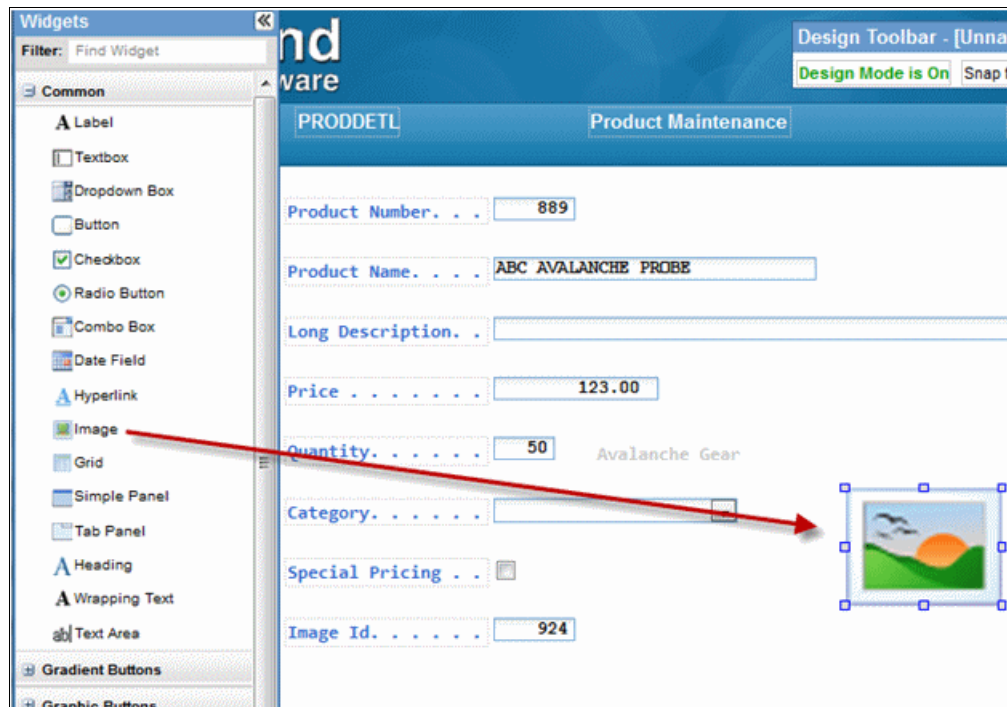 Widgets
Filter: Find Widget
Common
Label
Textbox
Dropdown Box
Button
Checkbox
Radio Button
Combo Box
Date Field
Hyperlink
Image
Grid
Simple Panel
Tab Panel
Heading
Wrapping Text
Text Area
Gradient Buttons
Graphic Buttons
nd
ware
Design Toolbar - [Unna
Design Mode is On Snap
PRODDETL Product Maintenance
Product Number. . . 889
Product Name. . . . ABC AVALANCHE PROBE
Long Description. .
Price . . . . . . . 123.00
Quantity. . . . . . 50 Avalanche Gear
Category. . . . . .
Special Pricing . .
Image Id. . . . . . 924